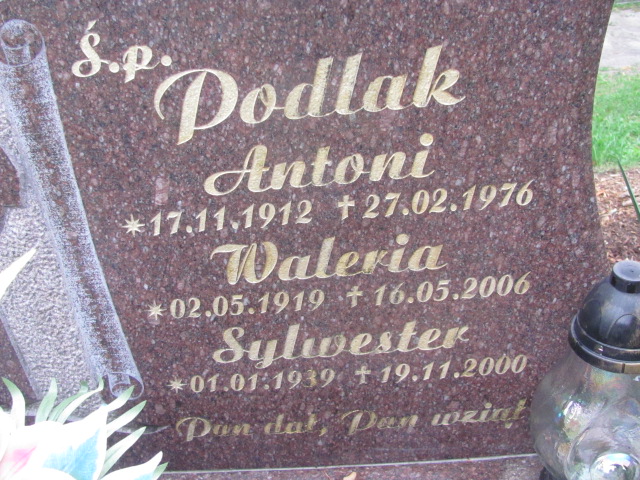 Ś.p.
Podlak
Antoni
*17.11.1912 †27.02.1976
Waleria
*02.05.1919 †16.05.2006
Sylwester
*01.01.1939 †19.11.2000
Pan dał, Pan wziął